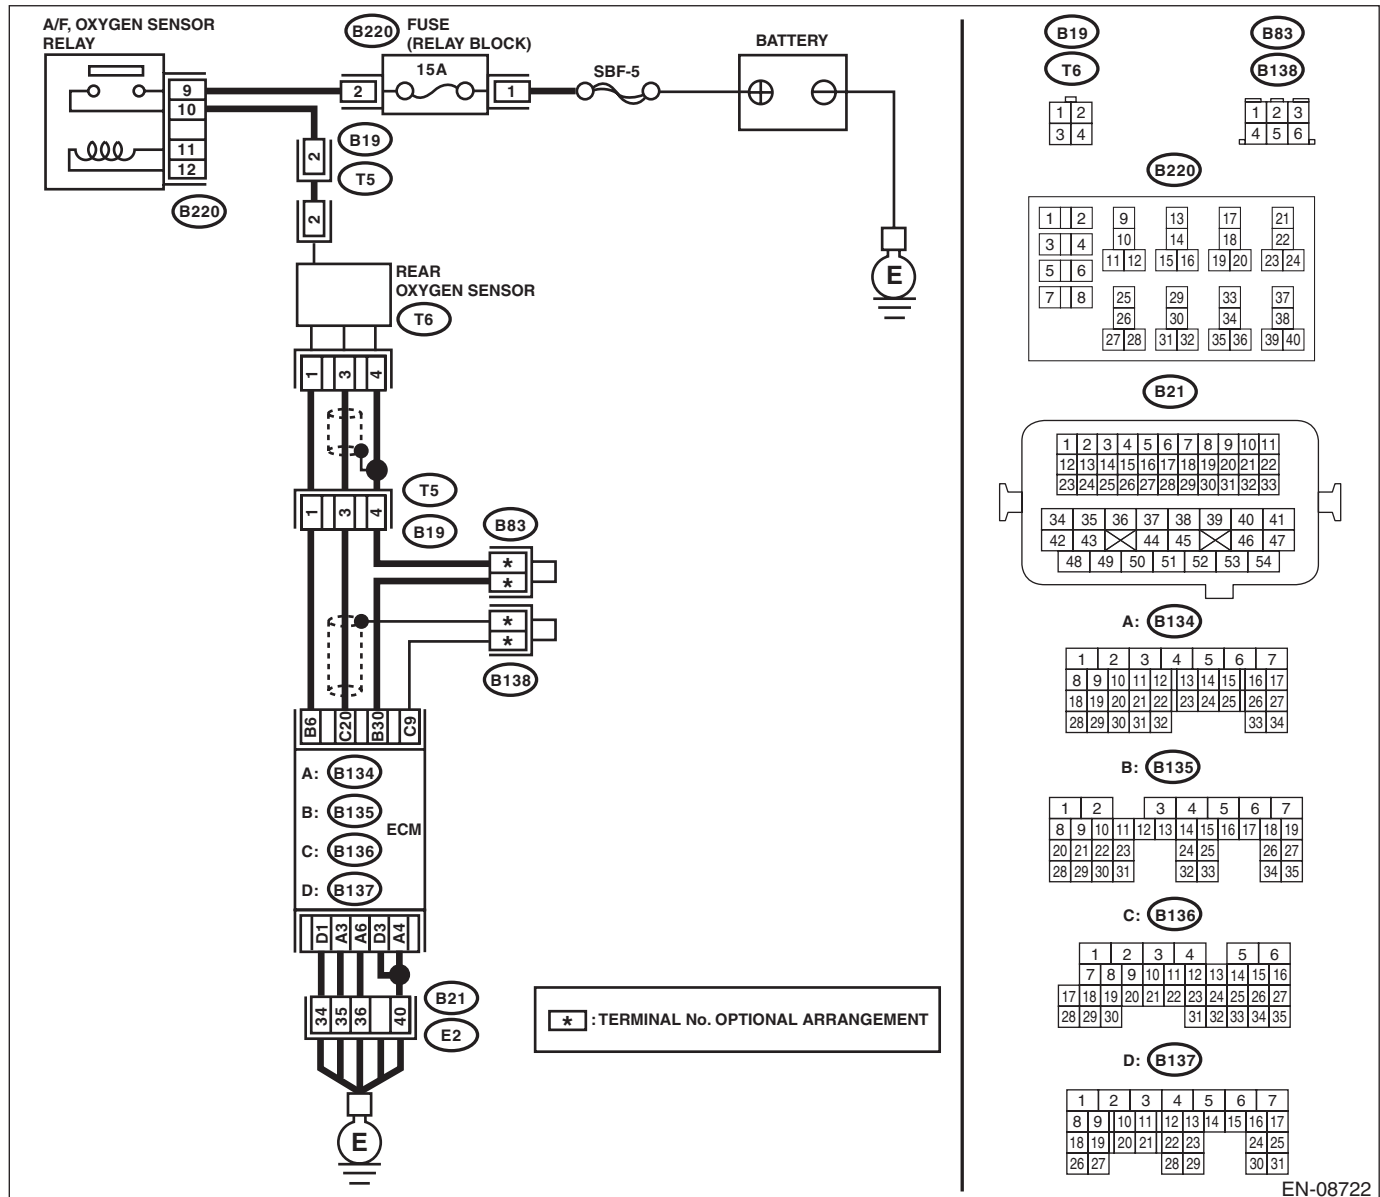 A/F, OXYGEN SENSOR
RELAY
B220
FUSE
(RELAY BLOCK)
15A
BATTERY
SBF-5
9
10
11
12
2
1
B220
2
B19
T5
2
REAR
OXYGEN SENSOR
T6
E
1 3 4
T5
1 3 4
B19
B83
*
*
*
*
B138
B6 C20 B30 C9
A: B134
B: B135
ECM
C: B136
D: B137
D1 A3 A6 D3 A4
34 35 36 40
B21
E2
E
* : TERMINAL No. OPTIONAL ARRANGEMENT
B19
T6
1 2
3 4
B83
B138
1 2 3
4 5 6
B220
1 2 9 13 17 21
3 4 10 14 18 22
11 12 15 16 19 20 23 24
5 6
7 8 25 29 33 37
26 30 34 38
27 28 31 32 35 36 39 40
B21
1 2 3 4 5 6 7 8 9 10 11
12 13 14 15 16 17 18 19 20 21 22
23 24 25 26 27 28 29 30 31 32 33
34 35 36 37 38 39 40 41
42 43 44 45 46 47
48 49 50 51 52 53 54
A: B134
1 2 3 4 5 6 7
8 9 10 11 12 13 14 15 16 17
18 19 20 21 22 23 24 25 26 27
28 29 30 31 32 33 34
B: B135
1 2 3 4 5 6 7
8 9 10 11 12 13 14 15 16 17 18 19
20 21 22 23 24 25 26 27
28 29 30 31 32 33 34 35
C: B136
1 2 3 4 5 6
7 8 9 10 11 12 13 14 15 16
17 18 19 20 21 22 23 24 25 26 27
28 29 30 31 32 33 34 35
D: B137
1 2 3 4 5 6 7
8 9 10 11 12 13 14 15 16 17
18 19 20 21 22 23 24 25
26 27 28 29 30 31
EN-08722